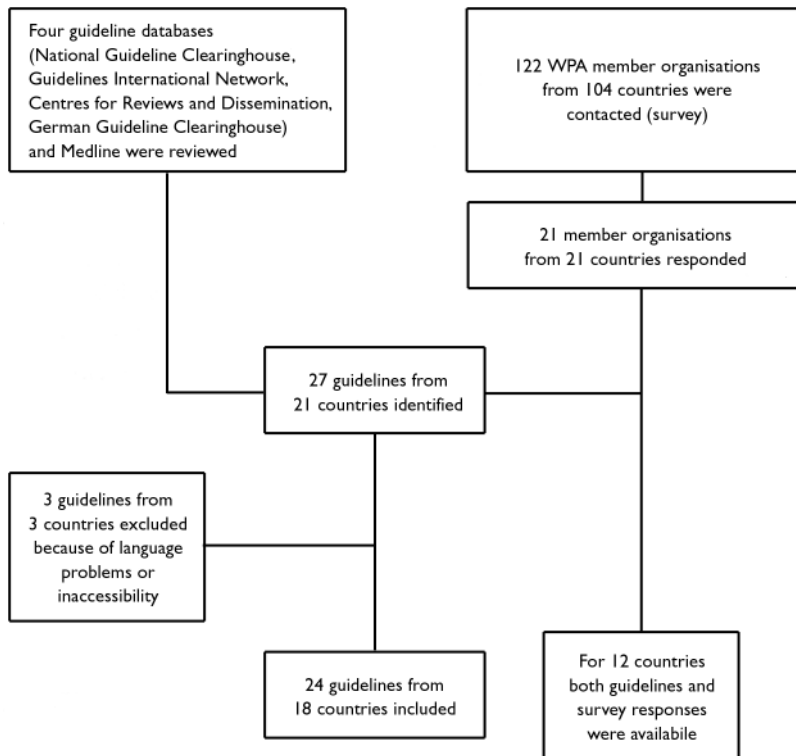 Four guideline databases
(National Guideline Clearinghouse,
Guidelines International Network,
Centres for Reviews and Dissemination,
German Guideline Clearinghouse)
and Medline were reviewed
122 WPA member organisations
from 104 countries were
contacted (survey)
21 member organisations
from 21 countries responded
27 guidelines from
21 countries identified
3 guidelines from
3 countries excluded
because of language
problems or
inaccessibility
24 guidelines from
18 countries included
For 12 countries
both guidelines and
survey responses
were availabile